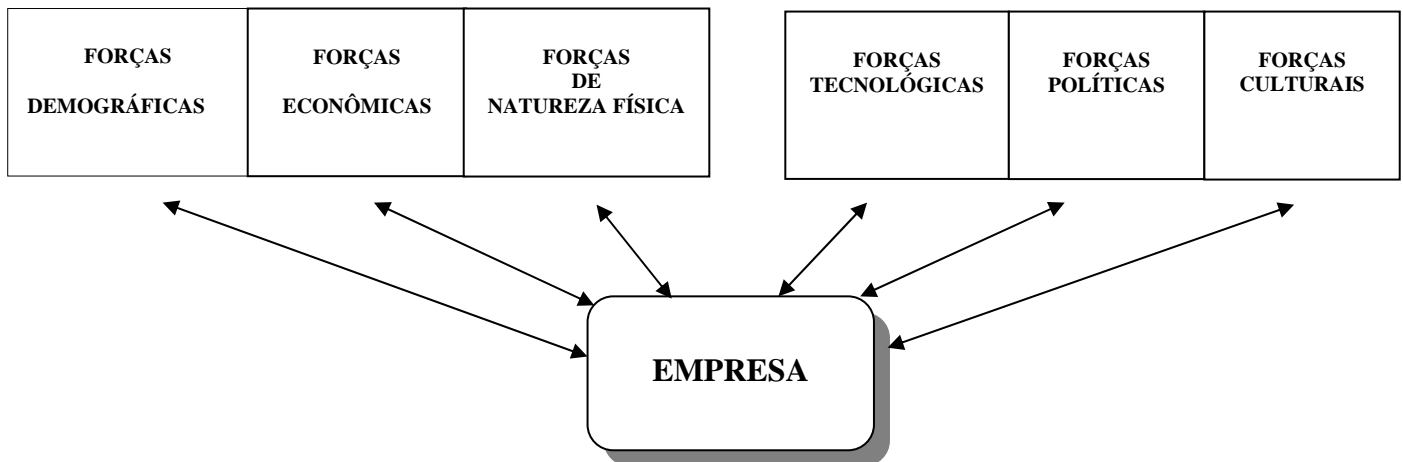 FORÇAS
DEMOGRÁFICAS
FORÇAS
ECONÔMICAS
FORÇAS
DE
NATUREZA FÍSICA
FORÇAS
TECNOLÓGICAS
FORÇAS
POLÍTICAS
FORÇAS
CULTURAIS
EMPRESA